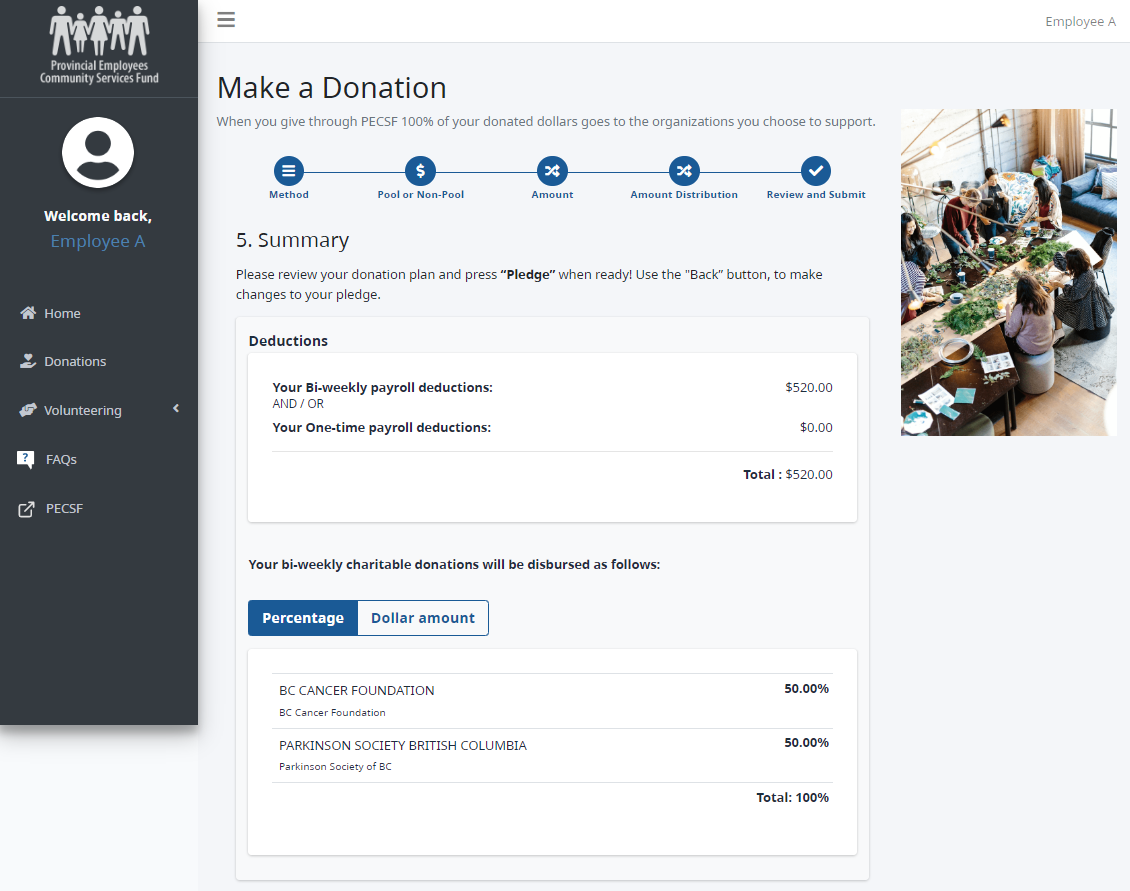 Provincial Employees
Community Services Fund
Employee A
Welcome back,
Employee A
Home
Donations
Volunteering
FAQs
PECSF
Make a Donation
When you give through PECSF 100% of your donated dollars goes to the organizations you choose to support.
Method
Pool or Non-Pool
Amount
Amount Distribution
Review and Submit
5. Summary
Please review your donation plan and press “Pledge” when ready! Use the "Back” button, to make
changes to your pledge.
Deductions
Your Bi-weekly payroll deductions: $520.00
AND / OR
Your One-time payroll deductions: $0.00
Total : $520.00
Your bi-weekly charitable donations will be disbursed as follows:
Percentage Dollar amount
BC CANCER FOUNDATION 50.00%
BC Cancer Foundation
PARKINSON SOCIETY BRITISH COLUMBIA 50.00%
Parkinson Society of BC
Total: 100%